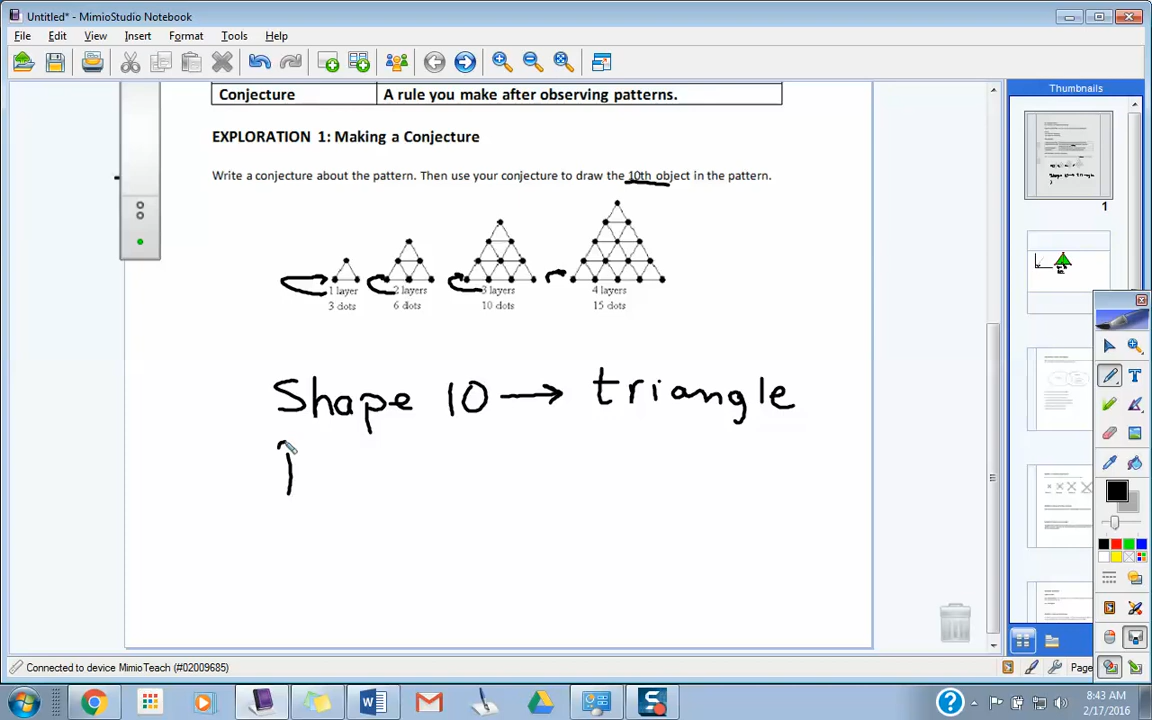 Untitled* - MimioStudio Notebook
File Edit View Insert Format Tools Help
Conjecture A rule you make after observing patterns.
Thumbnails
EXPLORATION 1: Making a Conjecture
Write a conjecture about the pattern. Then use your conjecture to draw the 10th object in the pattern.
1
1 layer 2 layers 3 layers 4 layers
3 dots 6 dots 10 dots 15 dots
Shape 10 → triangle
Connected to device MimioTeach (#02009685)
Page
8:43 AM
2/17/2016